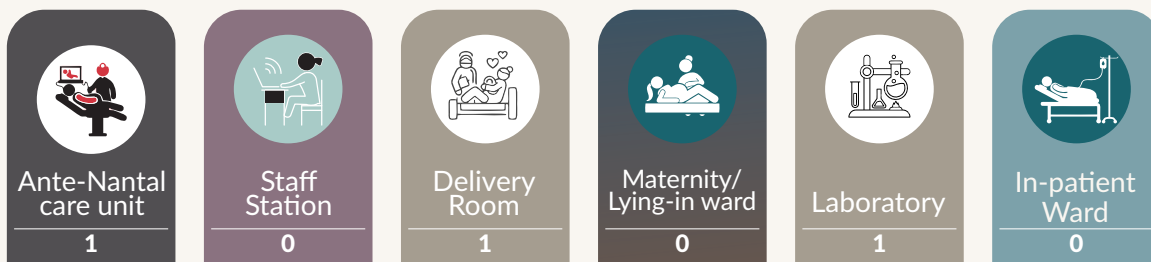 Ante-Nantal
care unit
1
Staff
Station
0
Delivery
Room
1
Maternity/
Lying-in ward
0
Laboratory
1
In-patient
Ward
0